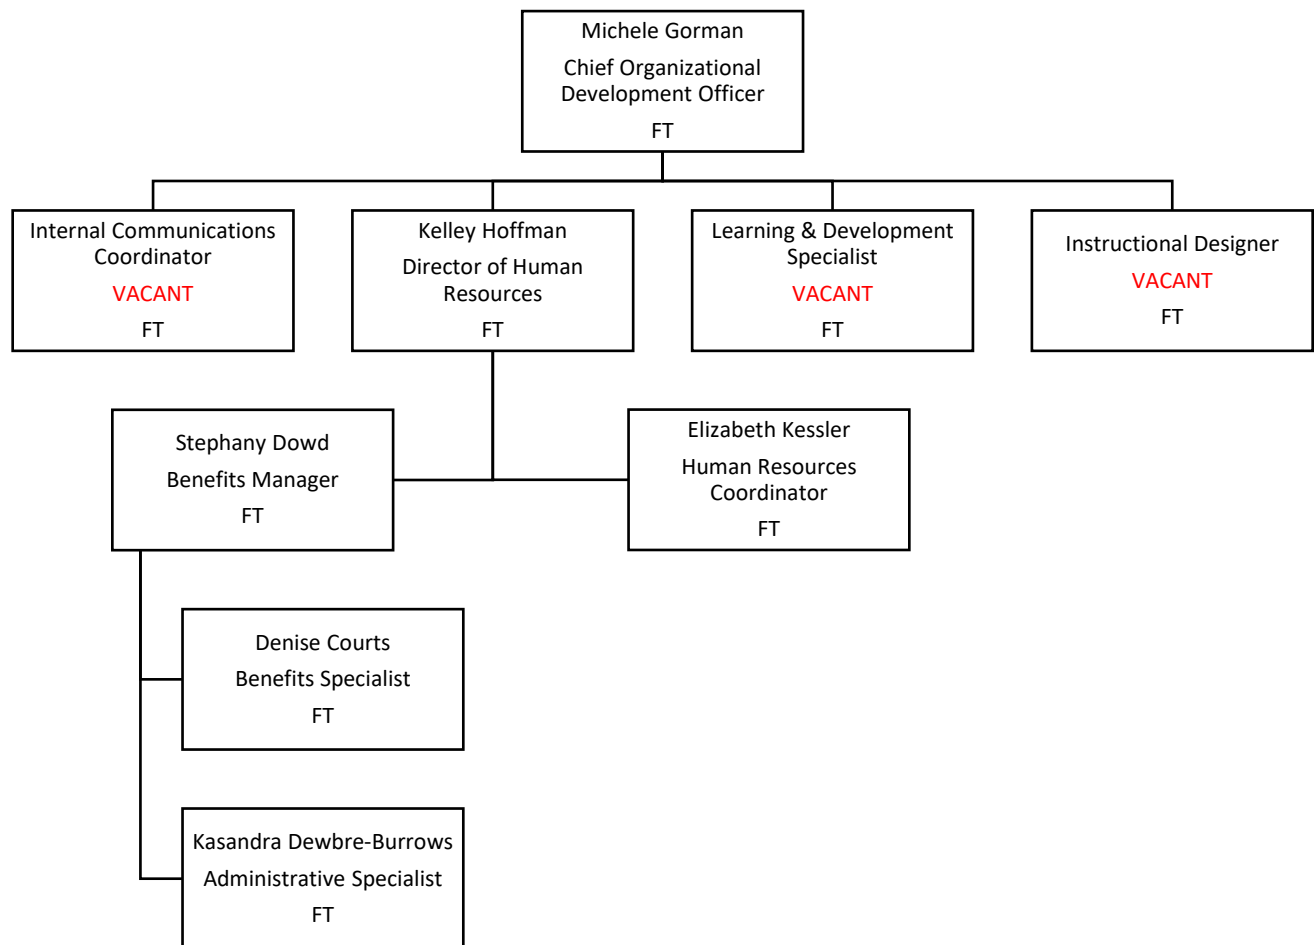 Michele Gorman
Chief Organizational
Development Officer
FT
Internal Communications
Coordinator
VACANT
FT
Kelley Hoffman
Director of Human
Resources
FT
Learning & Development
Specialist
VACANT
FT
Instructional Designer
VACANT
FT
Stephany Dowd
Benefits Manager
FT
Elizabeth Kessler
Human Resources
Coordinator
FT
Denise Courts
Benefits Specialist
FT
Kasandra Dewbre-Burrows
Administrative Specialist
FT